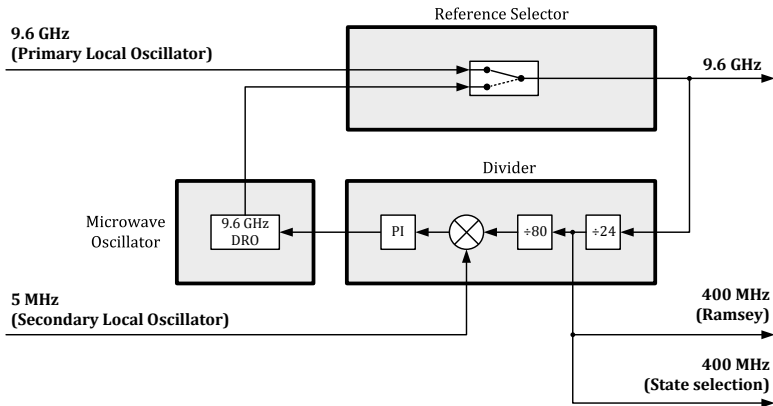 Reference Selector
9.6 GHz
(Primary Local Oscillator)
9.6 GHz
Divider
Microwave
Oscillator
9.6 GHz
DRO
PI
÷80
÷24
5 MHz
(Secondary Local Oscillator)
400 MHz
(Ramsey)
400 MHz
(State selection)